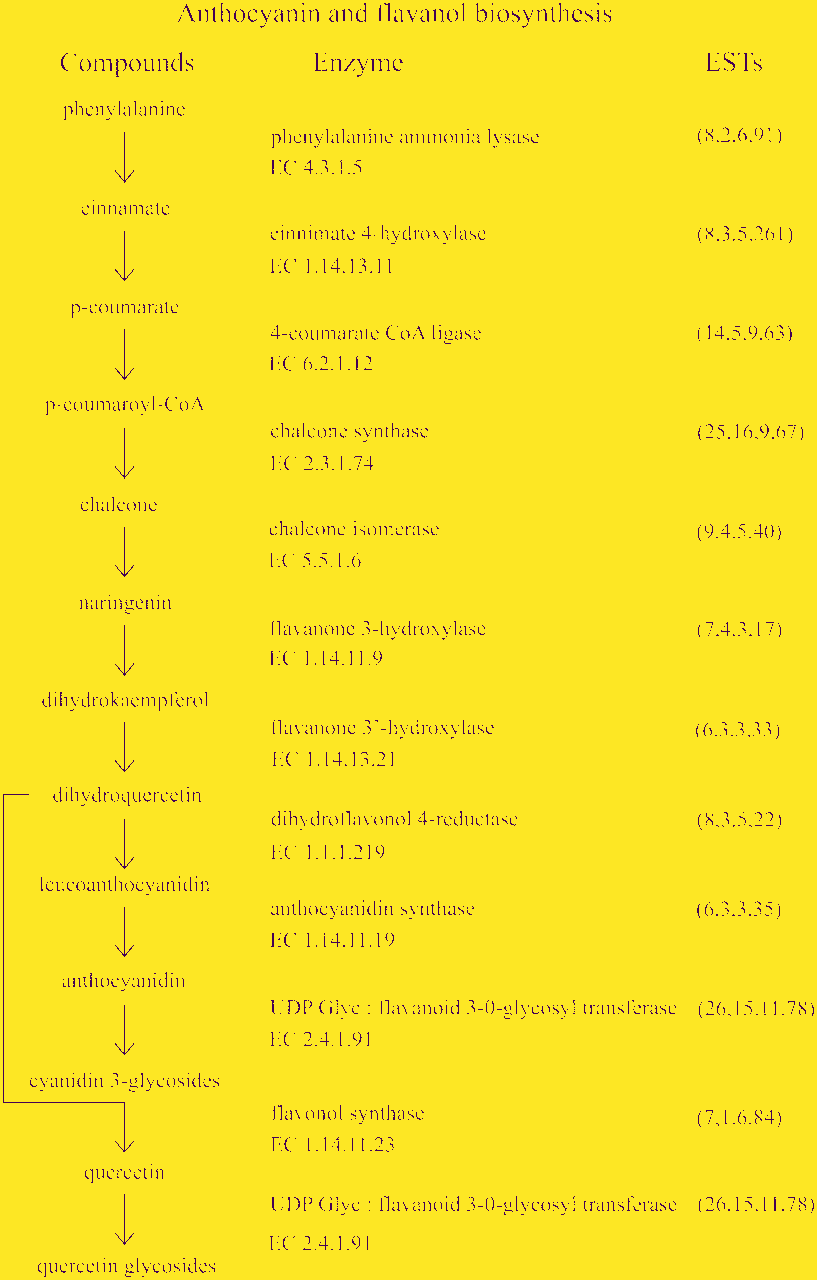 Anthocyanin and flavanol biosynthesis
Compounds Enzyme ESTs
phenylalanine
phenylalanine ammonia lysase (8,2,6,91)
EC 4.3.1.5
cinnamate
cinnimate 4-hydroxylase (8,3,5,261)
EC 1.14.13.11
p-coumarate
4-coumarate CoA ligase (14,5,9,63)
EC 6.2.1.12
p-coumaroyl-CoA
chalcone synthase (25,16,9,67)
EC 2.3.1.74
chalcone
chalcone isomerase (9,4,5,40)
EC 5.5.1.6
naringenin
flavanone 3-hydroxylase (7,4,3,17)
EC 1.14.11.9
dihydrokaempferol
flavanone 3'-hydroxylase (6,3,3,33)
EC 1.14.13.21
dihydroquercetin
dihydroflavonol 4-reductase (8,3,5,22)
EC 1.1.1.219
leucoanthocyanidin
anthocyanidin synthase (6,3,3,35)
EC 1.14.11.19
anthocyanidin
UDP Glyc : flavanoid 3-0-glycosyl transferase (26,15,11,78)
EC 2.4.1.91
cyanidin 3-glycosides
flavonol synthase (7,1,6,84)
EC 1.14.11.23
quercetin
UDP Glyc : flavanoid 3-0-glycosyl transferase (26,15,11,78)
EC 2.4.1.91
quercetin glycosides